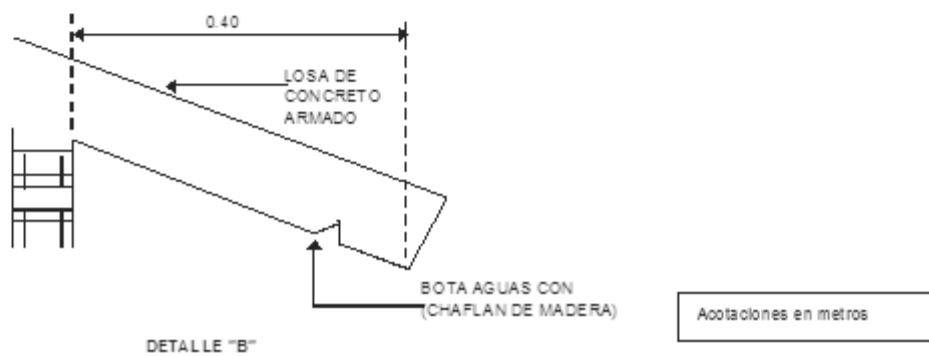 0.40
LOSA DE
CONCRETO
ARMADO
BOTA AGUAS CON
(CHAFLAN DE MADERA)
Acotaciones en metros
DETALLE "B"